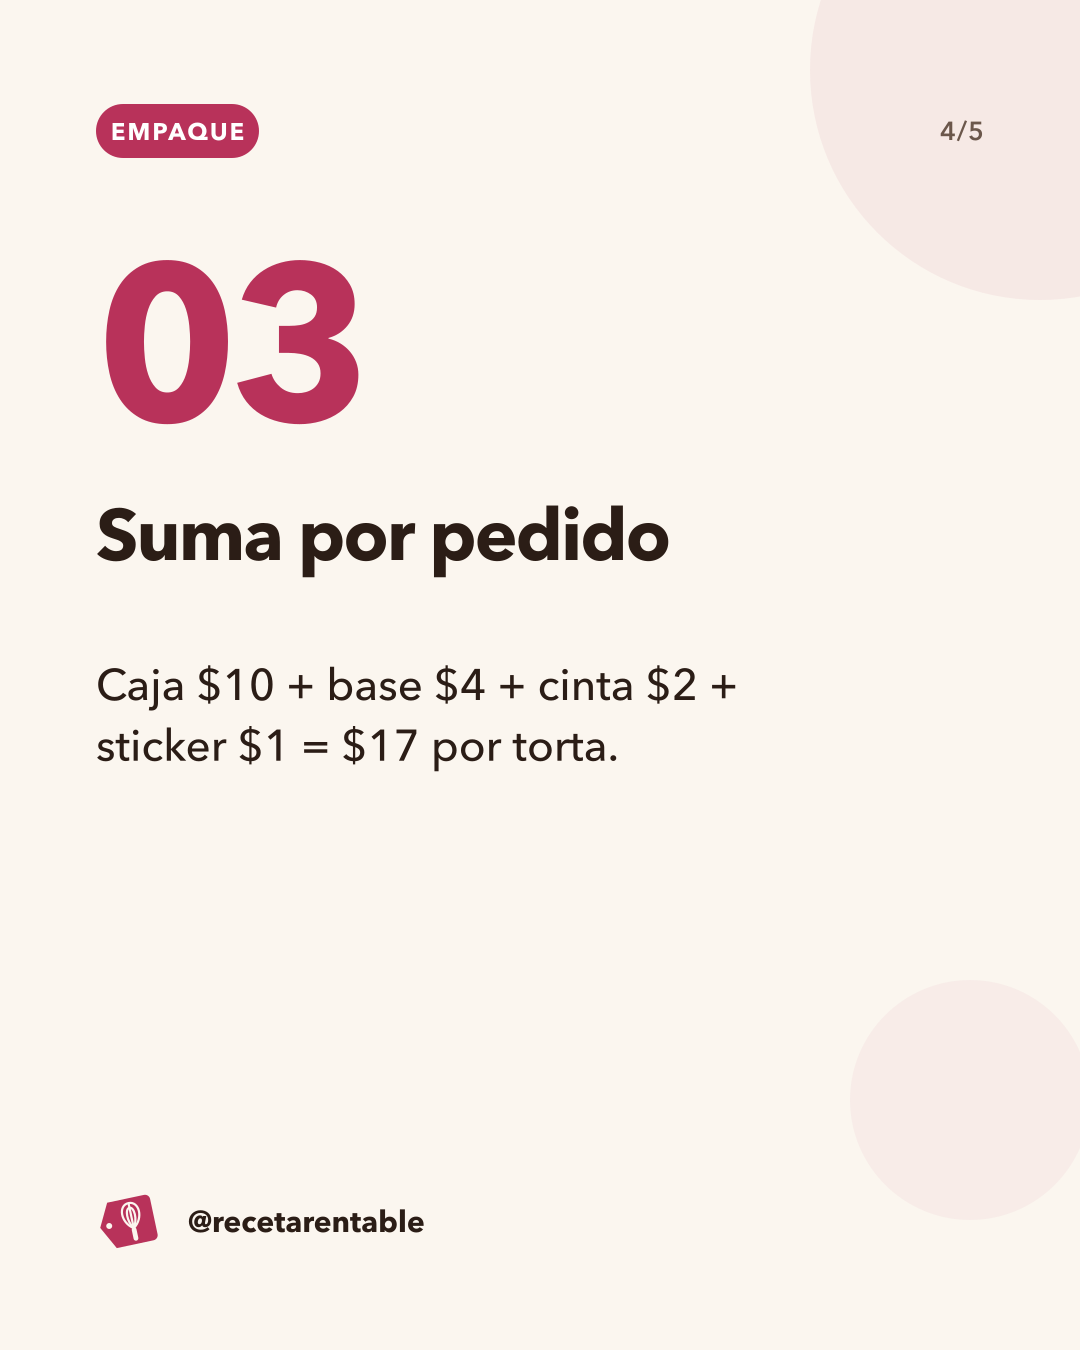 EMPAQUE
4/5
03
Suma por pedido
Caja $10 + base $4 + cinta $2 +
sticker $1 = $17 por torta.
@recetarentable